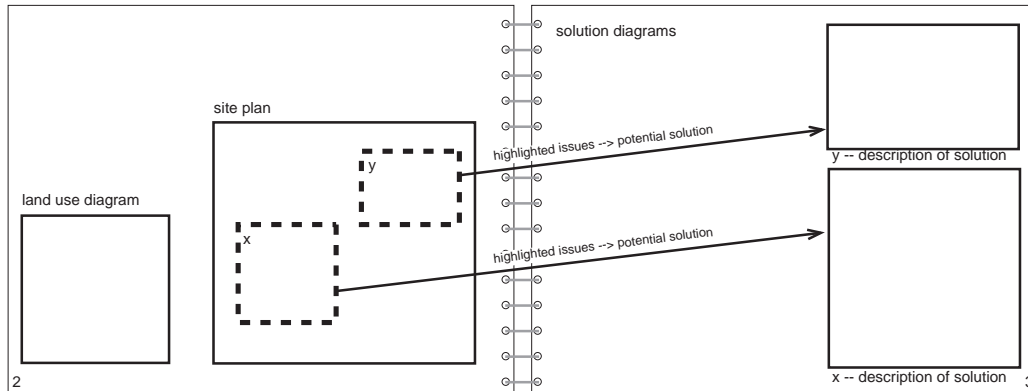 land use diagram
site plan
y
x
2
solution diagrams
highlighted issues --> potential solution
highlighted issues --> potential solution
y -- description of solution
x -- description of solution
3